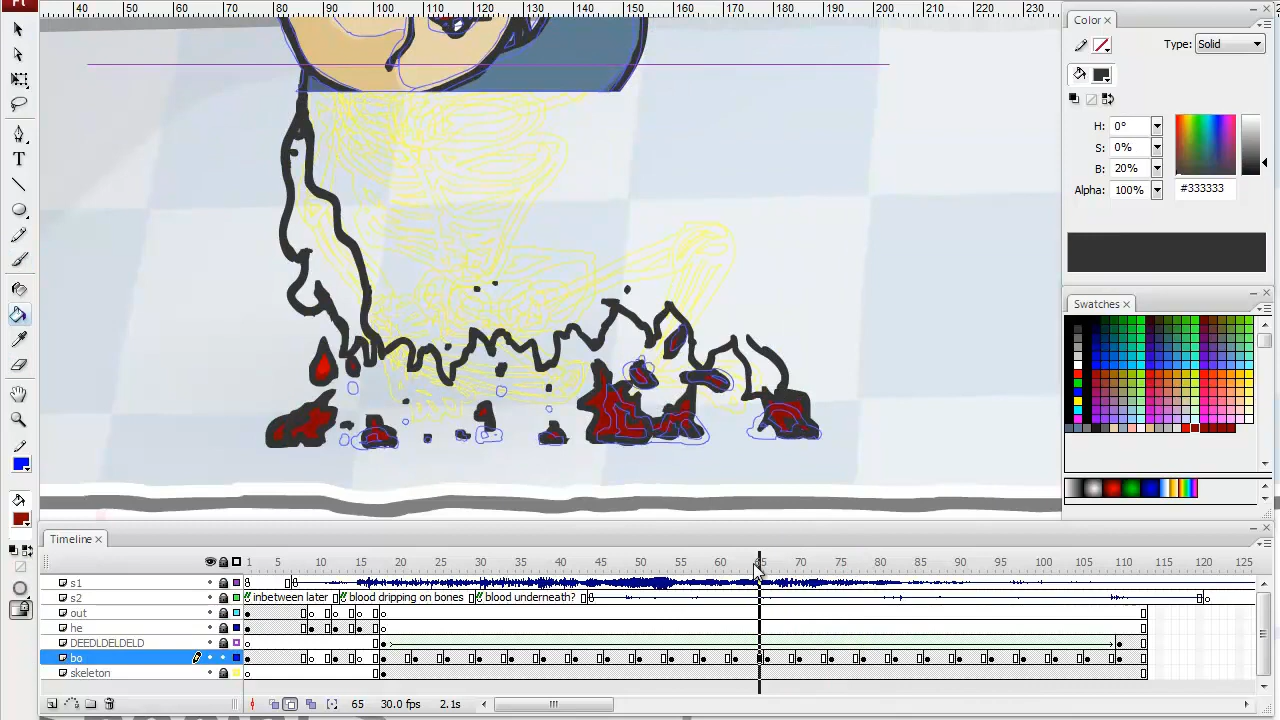 Fl
40 50 60 70 80 90 100 110 120 130 140 150 160 170 180 190 200 210 220 230
Color
Type: Solid
H: 0°
S: 0%
B: 20%
Alpha: 100% #333333
Swatches
Timeline
1 5 10 15 20 25 30 35 40 45 50 55 60 65 70 75 80 85 90 95 100 105 110 115 120 125
s1
s2 inbetween later blood dripping on bones blood underneath?
out
he
DEEDLDELDELD
bo
skeleton
65 30.0 fps 2.1s